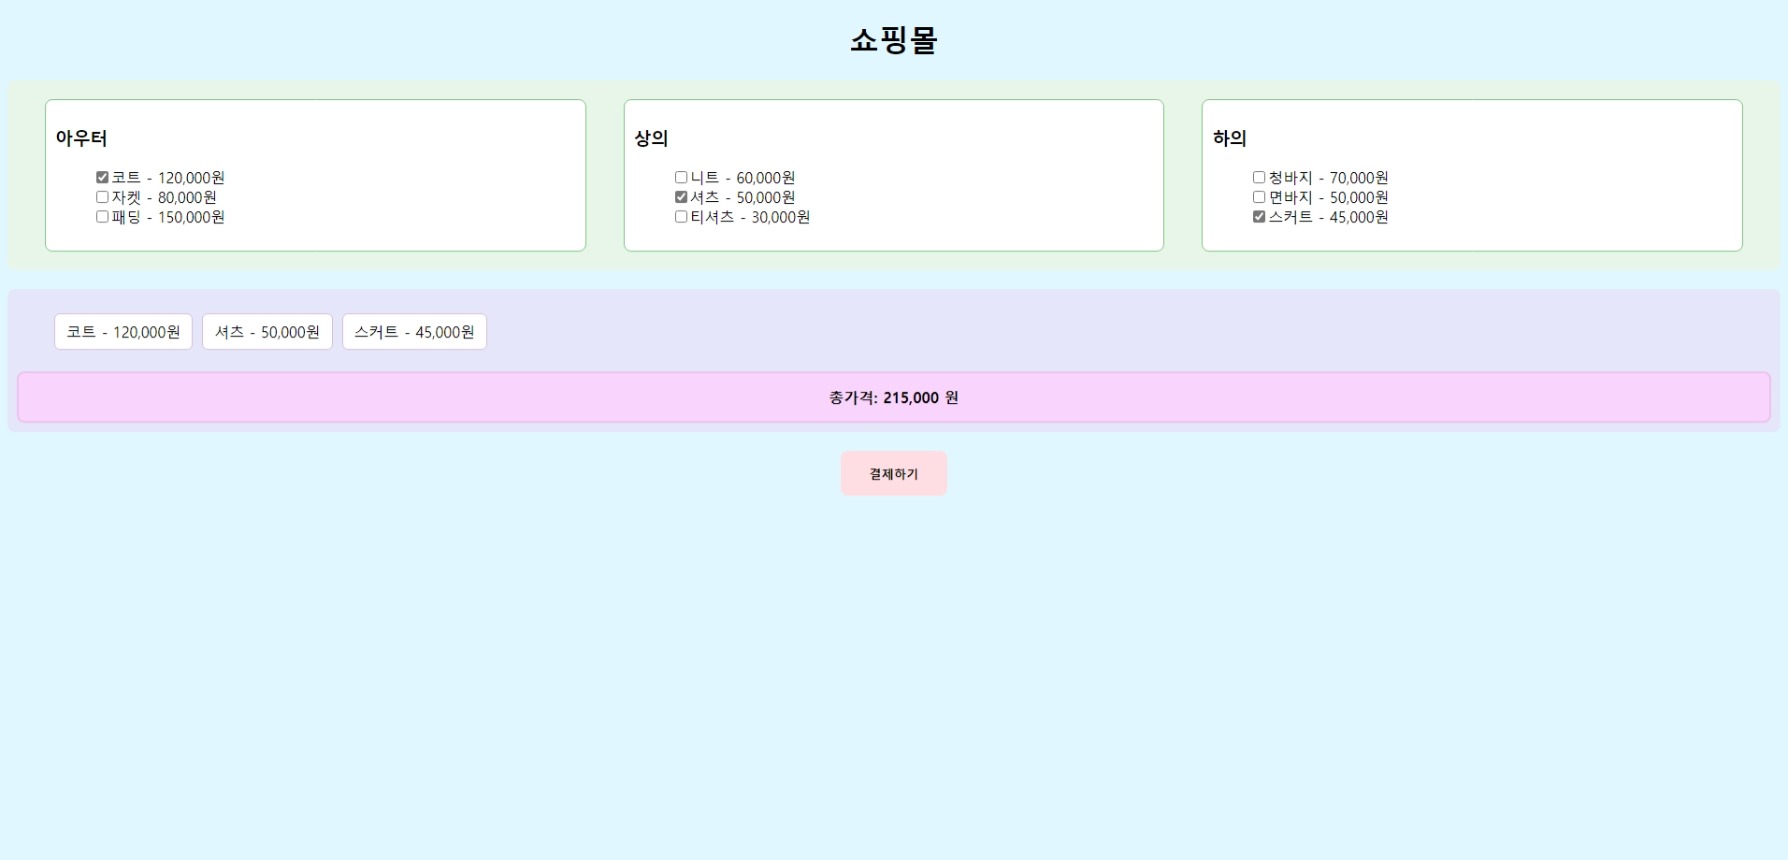 쇼핑몰
아우터
코트 - 120,000원
자켓 - 80,000원
패딩 - 150,000원
상의
니트 - 60,000원
셔츠 - 50,000원
티셔츠 - 30,000원
하의
청바지 - 70,000원
면바지 - 50,000원
스커트 - 45,000원
코트 - 120,000원 셔츠 - 50,000원 스커트 - 45,000원
총가격: 215,000 원
결제하기